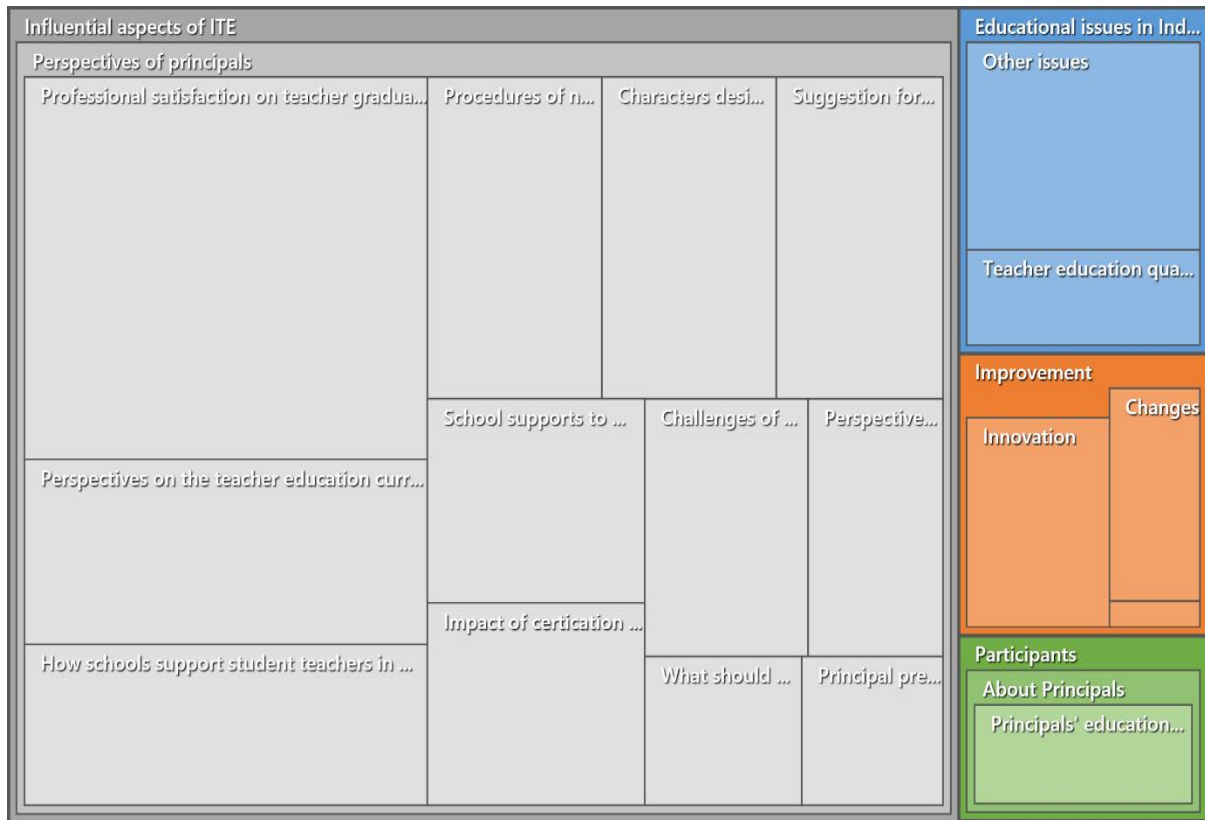 Influential aspects of ITE
Perspectives of principals
Professional satisfaction on teacher gradua...
Procedures of n...
Characters desi...
Suggestion for...
Perspectives on the teacher education curr...
How schools support student teachers in ...
School supports to ...
Challenges of ...
Perspective...
Impact of certication ...
What should ...
Principal pre...
Educational issues in Ind...
Other issues
Teacher education qua...
Improvement
Innovation
Changes
Participants
About Principals
Principals' education...